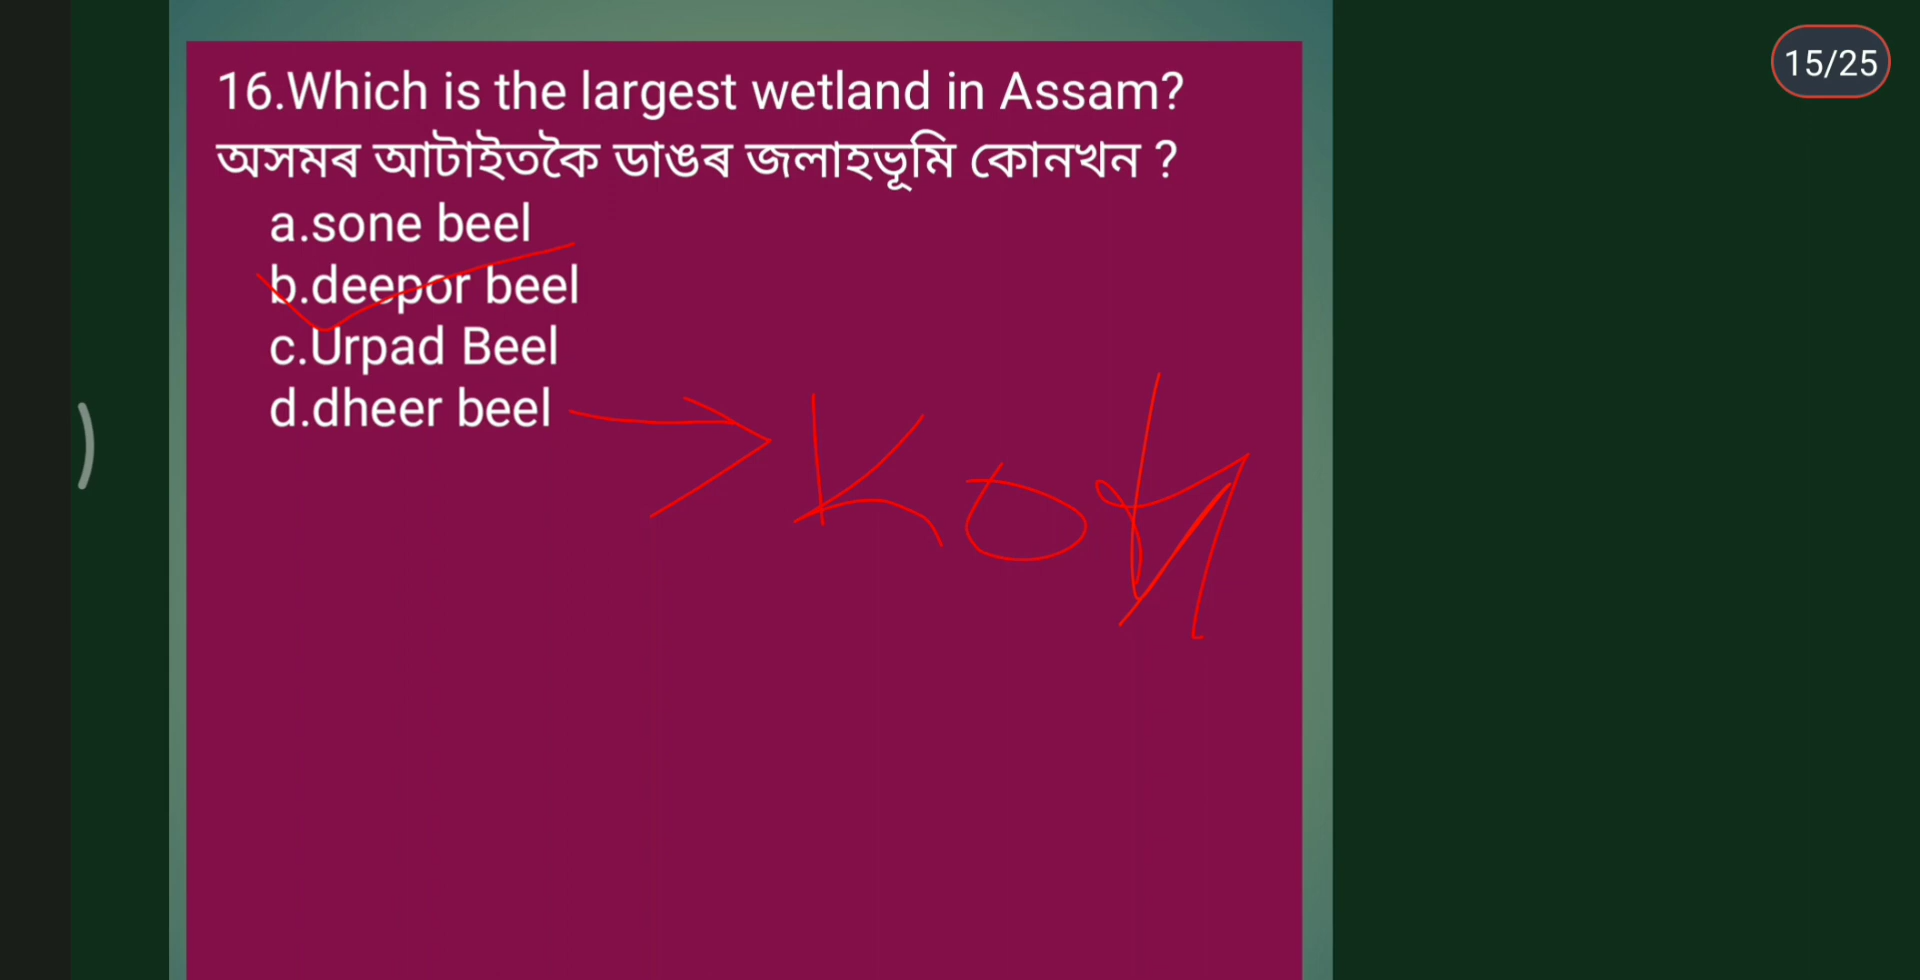 15/25
16.Which is the largest wetland in Assam?
অসমৰ আটাইতকৈ ডাঙৰ জলাহভূমি কোনখন ?
a.sone beel
b.deepor beel
c.Urpad Beel
d.dheer beel